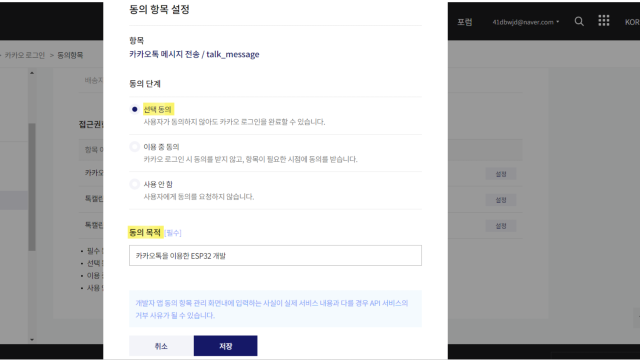 동의 항목 설정
포럼
41dbwjd@naver.com
KOR
카카오 로그인 > 동의항목
항목
카카오톡 메시지 전송 / talk_message
동의 단계
선택 동의
사용자가 동의하지 않아도 카카오 로그인을 완료할 수 있습니다.
접근권한
이용 중 동의
카카오 로그인 시 동의를 받지 않고, 항목이 필요한 시점에 동의를 받습니다.
설정
사용 안 함
사용자에게 동의를 요청하지 않습니다.
설정
설정
동의 목적 [필수]
카카오톡을 이용한 ESP32 개발
개발자 앱 동의 항목 관리 화면내에 입력하는 사실이 실제 서비스 내용과 다를 경우 API 서비스의
거부 사유가 될 수 있습니다.
취소
저장